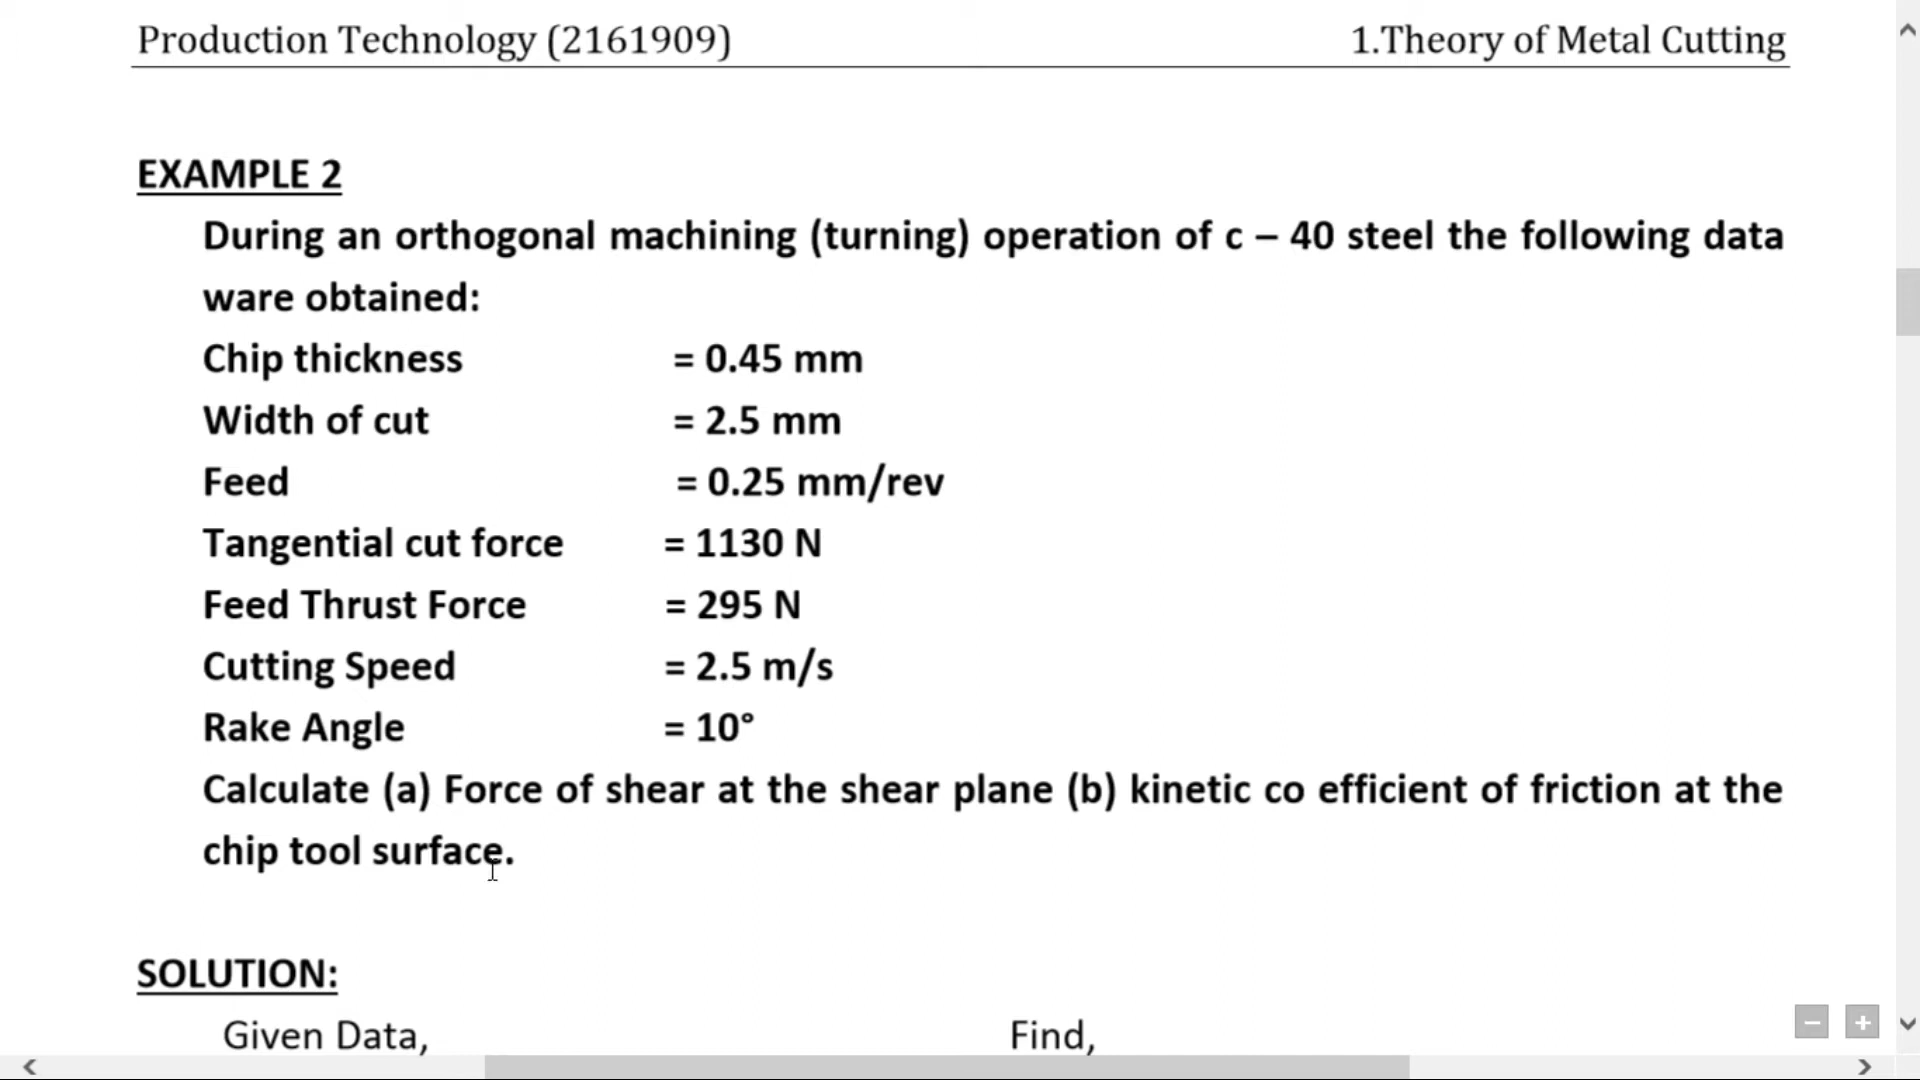 Production Technology (2161909) 1.Theory of Metal Cutting
EXAMPLE 2
During an orthogonal machining (turning) operation of c – 40 steel the following data
ware obtained:
Chip thickness = 0.45 mm
Width of cut = 2.5 mm
Feed = 0.25 mm/rev
Tangential cut force = 1130 N
Feed Thrust Force = 295 N
Cutting Speed = 2.5 m/s
Rake Angle = 10°
Calculate (a) Force of shear at the shear plane (b) kinetic co efficient of friction at the
chip tool surface.
SOLUTION:
Given Data, Find,